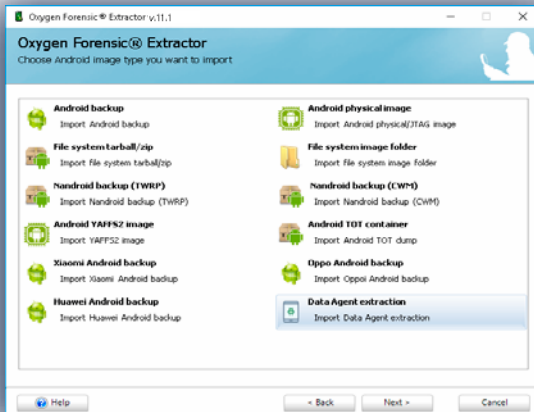 Oxygen Forensic® Extractor v.11.1
Oxygen Forensic® Extractor
Choose Android image type you want to import
Android backup
Import Android backup
Android physical image
Import Android physical/JTAG image
File system tarball/zip
Import file system tarball/zip
File system image folder
Import file system image folder
Nandroid backup (TWRP)
Import Nandroid backup (TWRP)
Nandroid backup (CWM)
Import Nandroid backup (CWM)
Android YAFFS2 image
Import YAFFS2 image
Android TOT container
Import Android TOT dump
Xiaomi Android backup
Import Xiaomi Android backup
Oppo Android backup
Import Oppoi Android backup
Huawei Android backup
Import Huawei Android backup
Data Agent extraction
Import Data Agent extraction
Help
< Back
Next >
Cancel